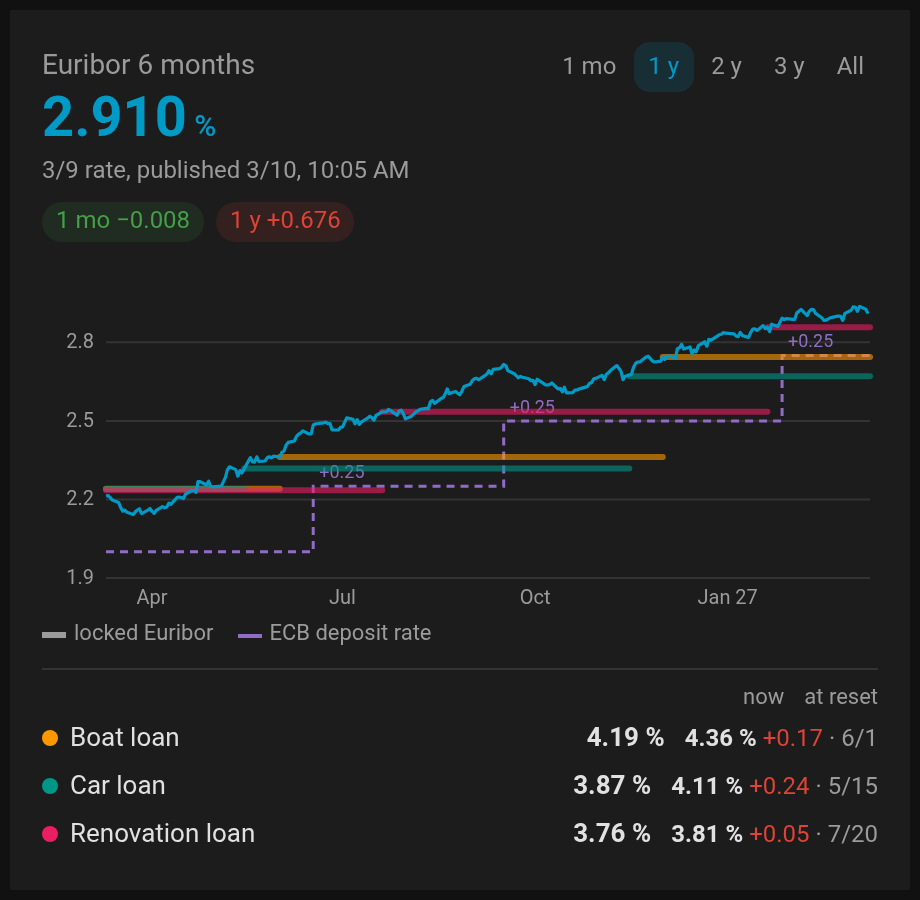 Euribor 6 months
1 mo 1 y 2 y 3 y All
2.910 %
3/9 rate, published 3/10, 10:05 AM
1 mo −0.008 1 y +0.676
2.8
+0.25
2.5
+0.25
+0.25
2.2
1.9
Apr Jul Oct Jan 27
locked Euribor ECB deposit rate
now at reset
Boat loan 4.19 % 4.36 % +0.17 · 6/1
Car loan 3.87 % 4.11 % +0.24 · 5/15
Renovation loan 3.76 % 3.81 % +0.05 · 7/20